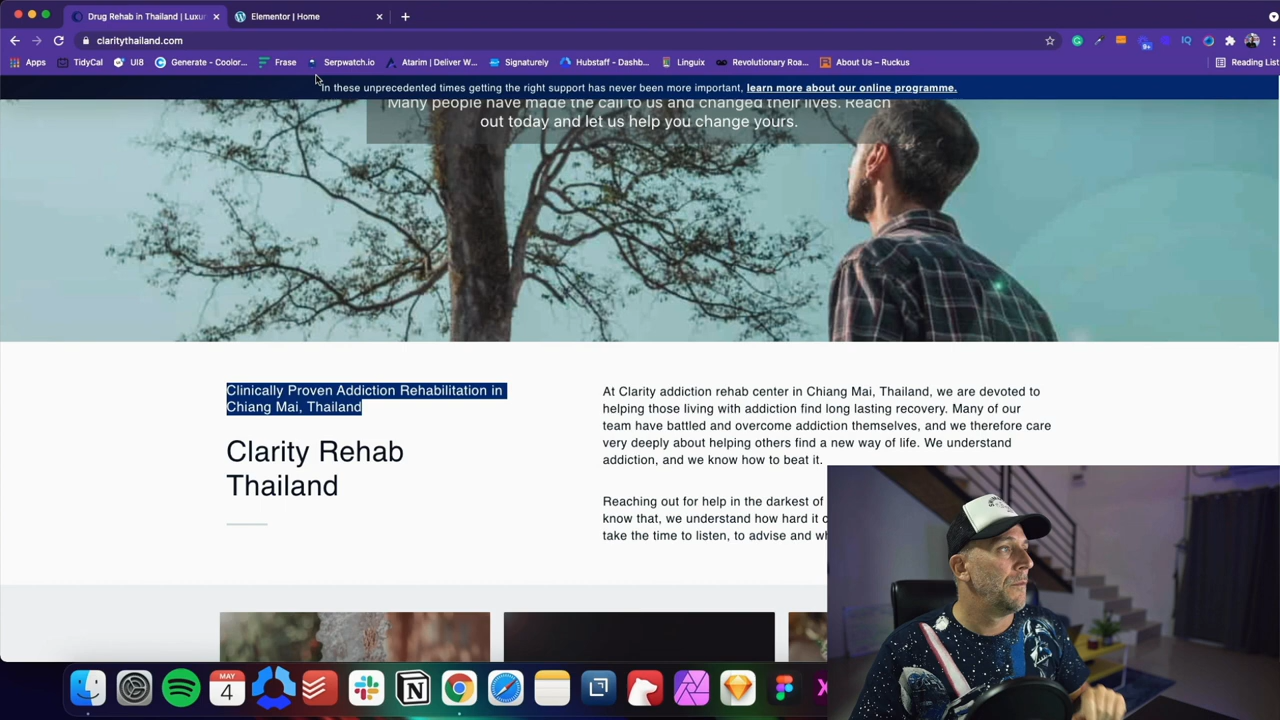 Drug Rehab in Thailand | Luxur
Elementor | Home
claritythailand.com
Apps
TidyCal
UI8
Generate - Coolor...
Frase
Serpwatch.io
Atarim | Deliver W...
Signaturely
Hubstaff - Dashb...
Linguix
Revolutionary Roa...
About Us – Ruckus
Reading List
In these unprecedented times getting the right support has never been more important, learn more about our online programme.
Many people have made the call to us and changed their lives. Reach
out today and let us help you change yours.
Clinically Proven Addiction Rehabilitation in
Chiang Mai, Thailand
Clarity Rehab
Thailand
At Clarity addiction rehab center in Chiang Mai, Thailand, we are devoted to
helping those living with addiction find long lasting recovery. Many of our
team have battled and overcome addiction themselves, and we therefore care
very deeply about helping others find a new way of life. We understand
addiction, and we know how to beat it.
Reaching out for help in the darkest of
know that, we understand how hard it
take the time to listen, to advise and
MAY
4